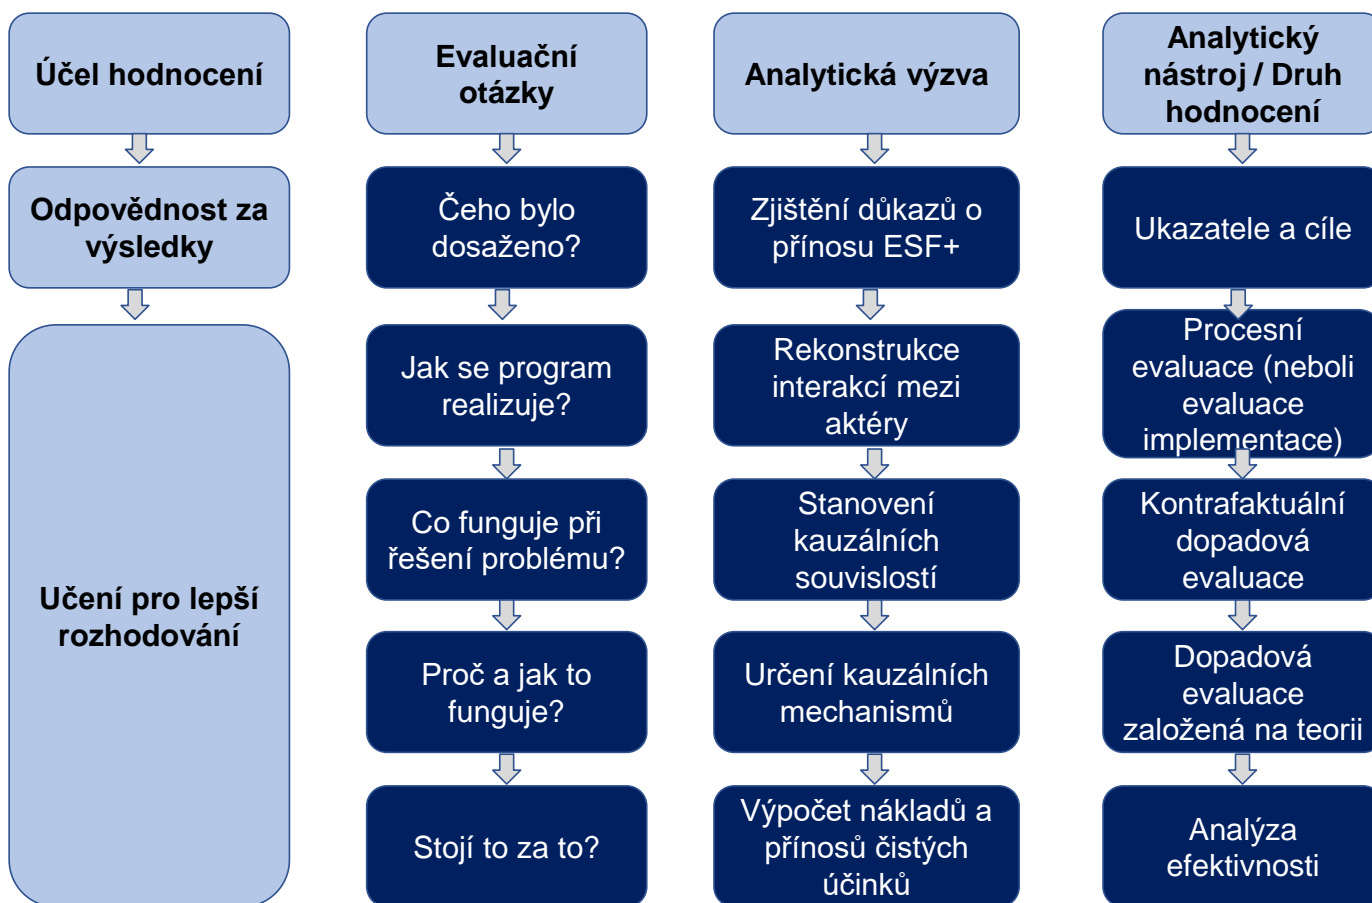 Účel hodnocení
Evaluační
otázky
Analytická výzva
Analytický
nástroj / Druh
hodnocení
Odpovědnost za
výsledky
Čeho bylo
dosaženo?
Zjištění důkazů o
přínosu ESF+
Ukazatele a cíle
Učení pro lepší
rozhodování
Jak se program
realizuje?
Rekonstrukce
interakcí mezi
aktéry
Procesní
evaluace (neboli
evaluace
implementace)
Co funguje při
řešení problému?
Stanovení
kauzálních
souvislostí
Kontrafaktuální
dopadová
evaluace
Proč a jak to
funguje?
Určení kauzálních
mechanismů
Dopadová
evaluace
založená na teorii
Stojí to za to?
Výpočet nákladů a
přínosů čistých
účinků
Analýza
efektivnosti